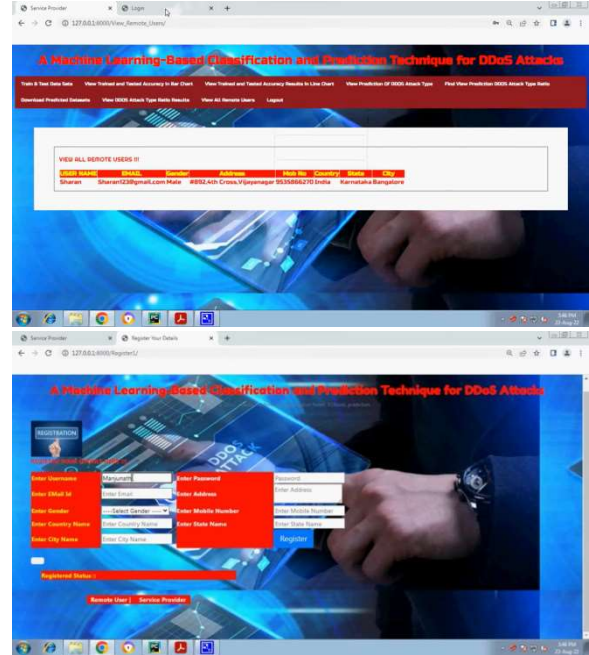 Service Provider
Login
127.0.0.1:4000/View_Remote_Users/
A Machine Learning-Based Classification and Prediction Technique for DDoS Attacks
Train & Test Data Sets View Trained and Tested Accuracy in Bar Chart View Trained and Tested Accuracy Results in Line Chart View Prediction Of DDOS Attack Type Find View Prediction DDOS Attack Type Ratio
Download Predicted Datasets View DDOS Attack Type Ratio Results View All Remote Users Logout
VIEW ALL REMOTE USERS !!!
USER NAME EMAIL Gender Address Mob No Country State City
Sharan Sharan123@gmail.com Male #8152,4th Cross,Vijayanagar 9535866270 India Karnataka Bangalore
3:46 PM
Service Provider
Register Your Details
127.0.0.1:4000/Register1/
A Machine Learning-Based Classification and Prediction Technique for DDoS Attacks
REGISTRATION
DDOS
ATTACK
Enter Username Manjunath Enter Password Password
Enter EMail Id Enter Email Enter Address Enter Address
Enter Gender ----Select Gender ---- Enter Mobile Number Enter Mobile Number
Enter Country Name Enter Country Name Enter State Name Enter State Name
Enter City Name Enter City Name Register
Registered Status ::
Remote User | Service Provider